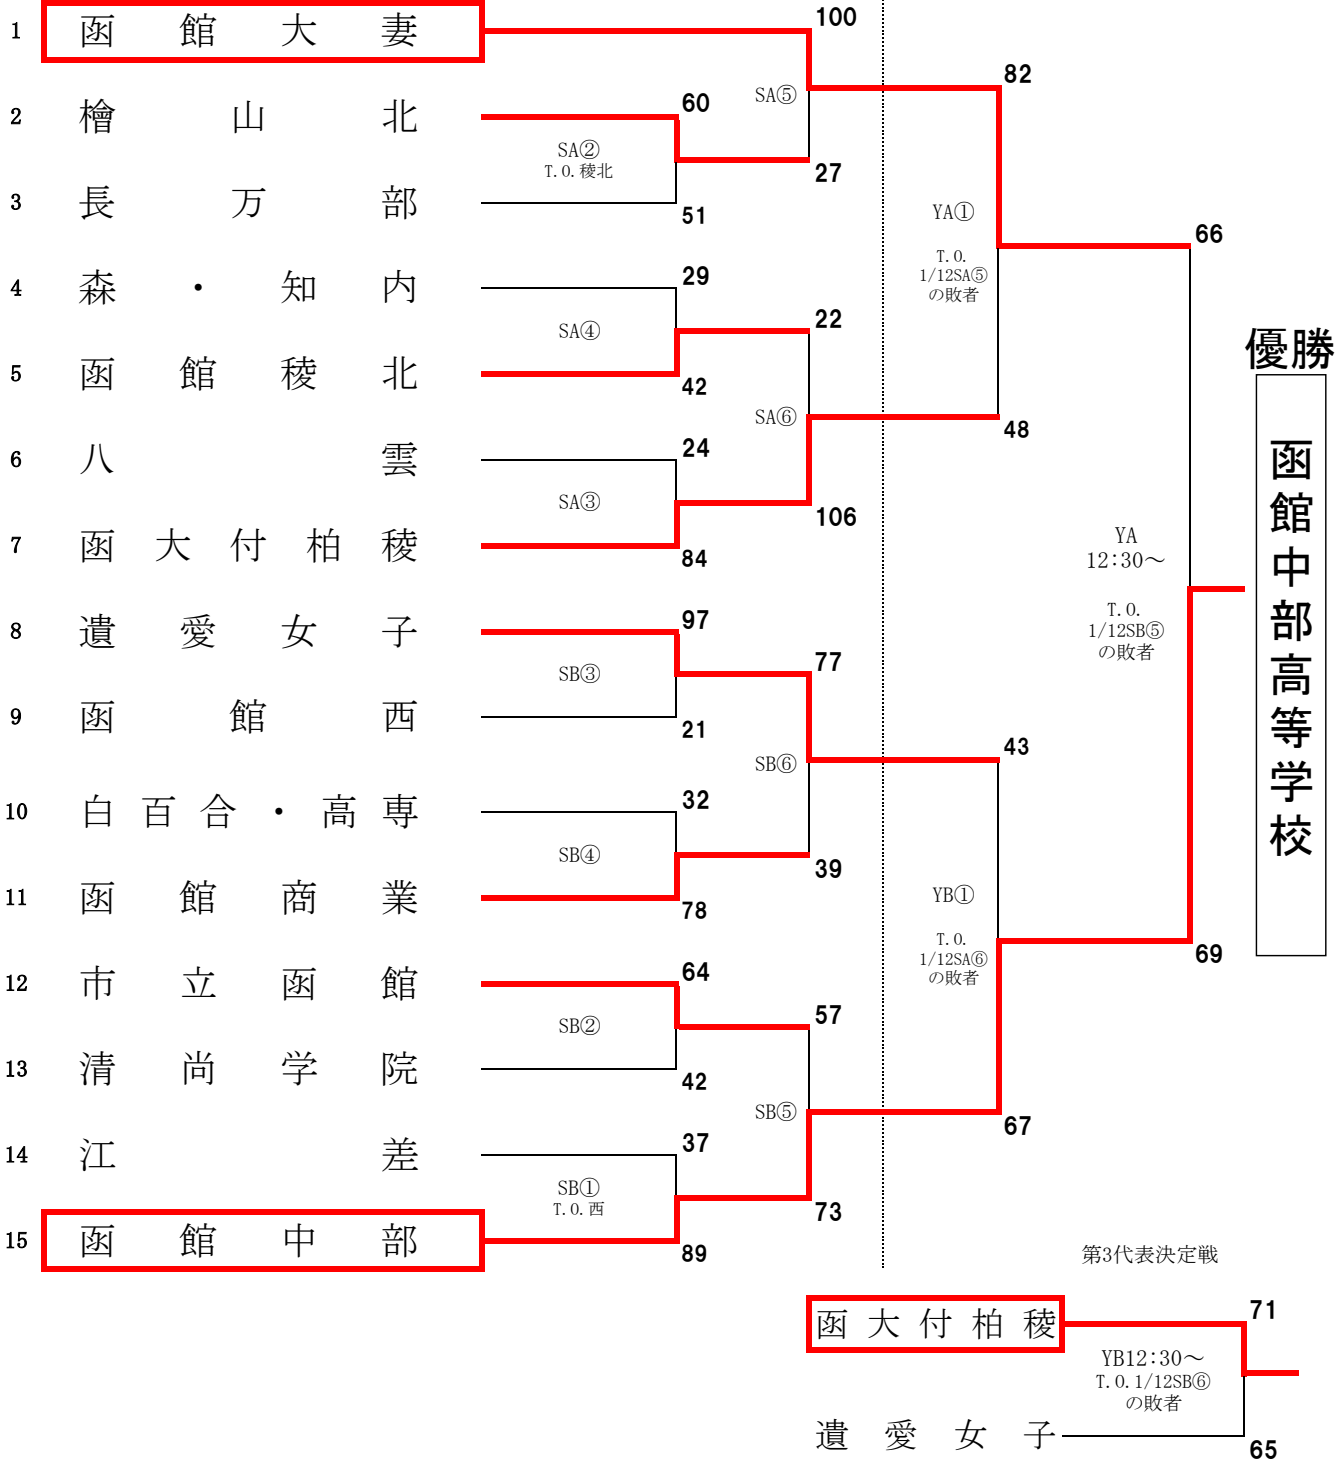 1 函館大妻
100
82
SA⑤
2 檜山北
60
SA②
T.O.稜北
27
3 長万部
51
YA①
T.O.
1/12SA⑤
の敗者
66
4 森・知内
29
SA④
22
5 函館稜北
42
SA⑥
48
6 八雲
24
SA③
106
7 函大付柏稜
84
YA
12:30～
T.O.
1/12SB⑤
の敗者
優勝
函館中部高等学校
8 遺愛女子
97
SB③
77
9 函館西
21
SB⑥
43
10 白百合・高専
32
SB④
39
11 函館商業
78
YB①
T.O.
1/12SA⑥
の敗者
69
12 市立函館
64
SB②
57
13 清尚学院
42
SB⑤
67
14 江差
37
SB①
T.O.西
73
15 函館中部
89
第3代表決定戦
函大付柏稜
71
YB12:30～
T.O.1/12SB⑥
の敗者
遺愛女子
65